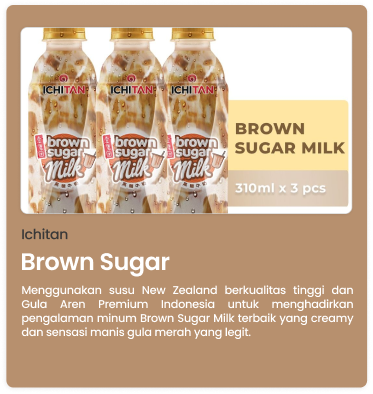 ICHITAN
brown
sugar
Milk
ICHITAN
brown
sugar
Milk
ICHITAN
brown
sugar
Milk
BROWN
SUGAR MILK
310ml x 3 pcs
Ichitan
Brown Sugar
Menggunakan susu New Zealand berkualitas tinggi dan
Gula Aren Premium Indonesia untuk menghadirkan
pengalaman minum Brown Sugar Milk terbaik yang creamy
dan sensasi manis gula merah yang legit.